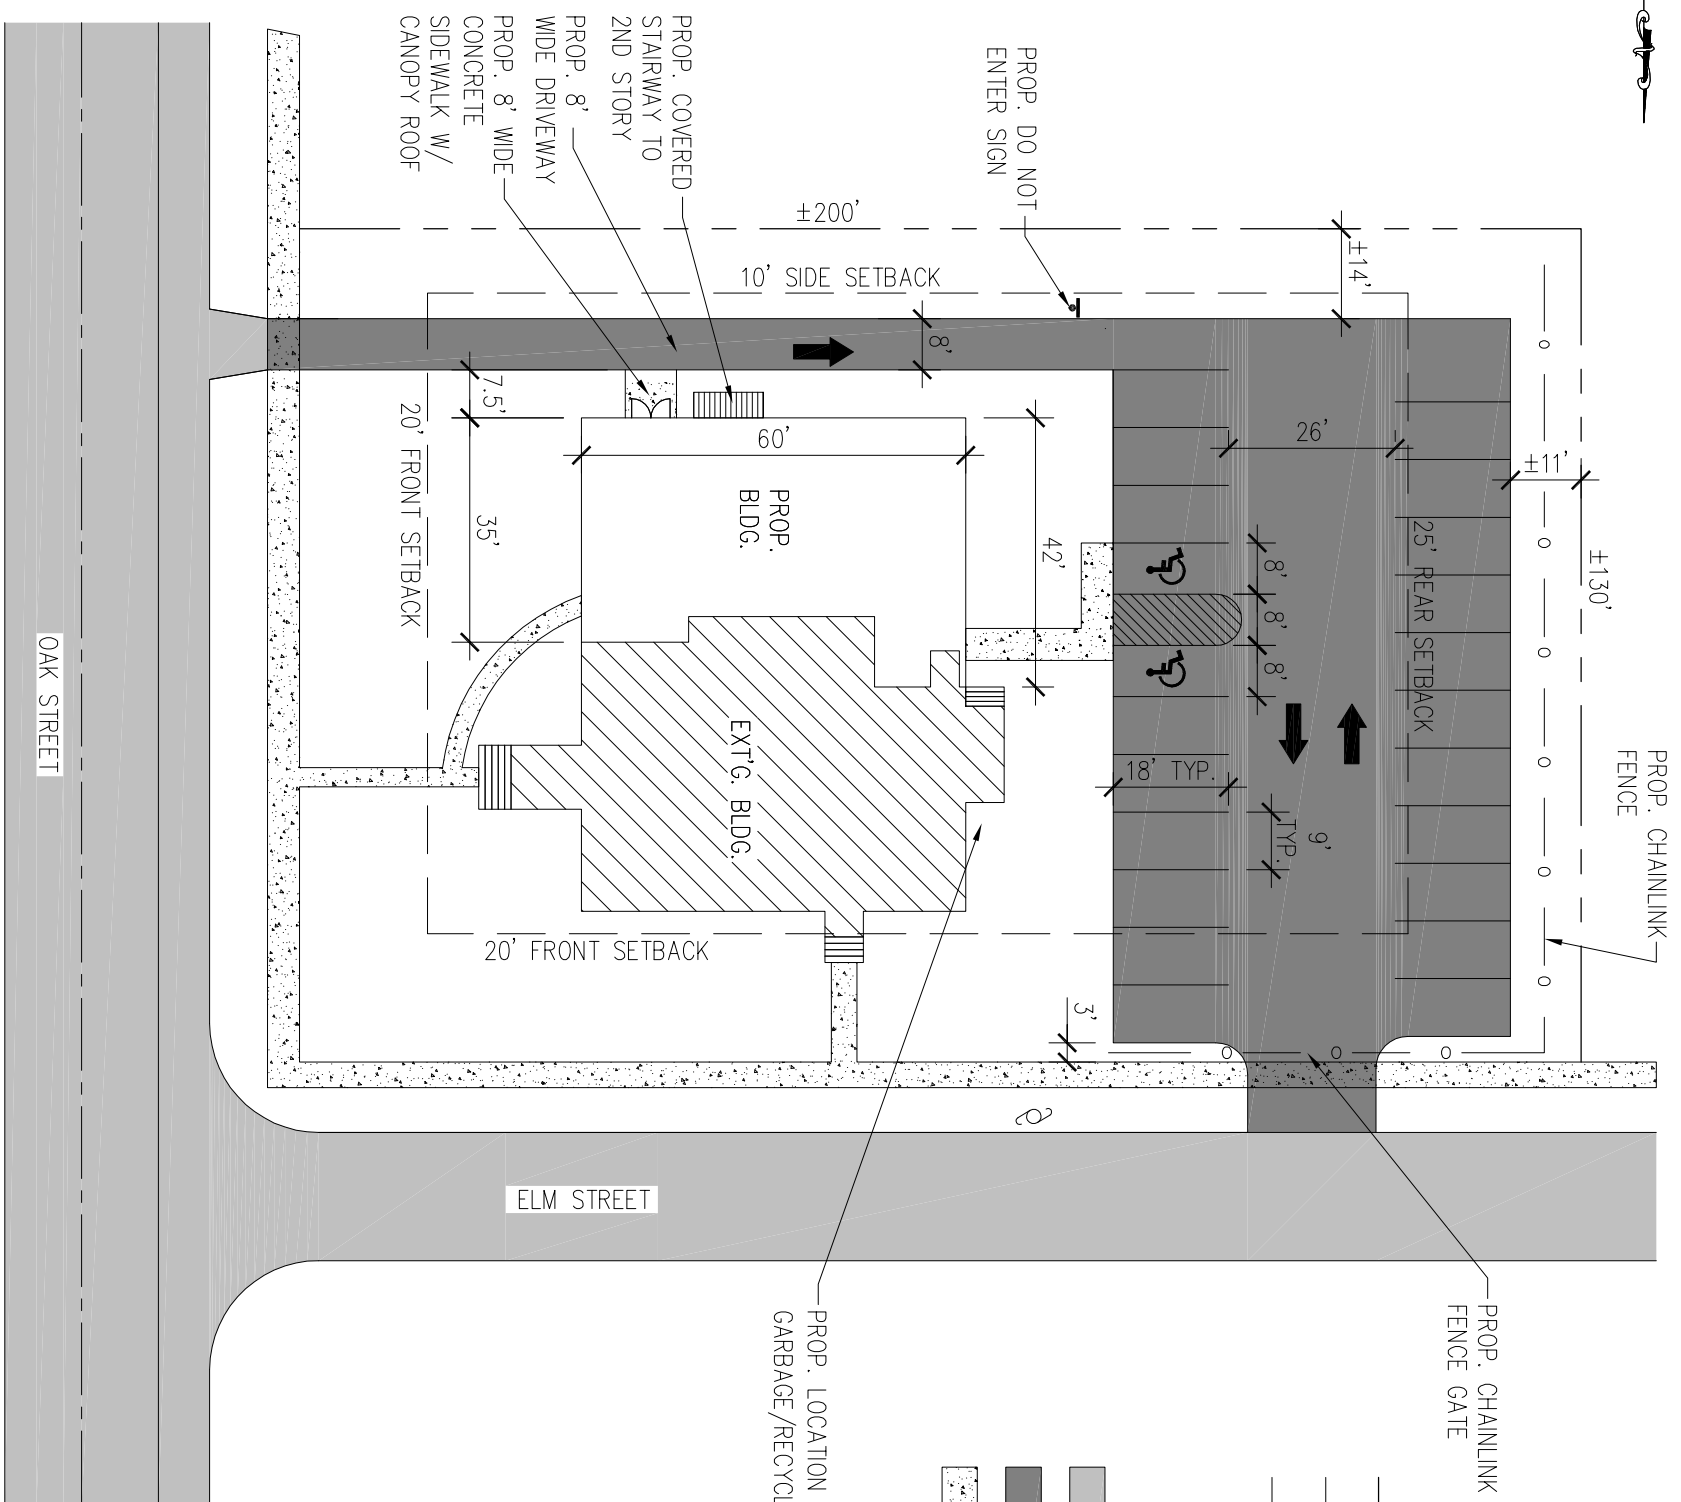 PROP. COVERED
STAIRWAY TO
2ND STORY
PROP. 8'
WIDE DRIVEWAY
PROP. 8' WIDE
CONCRETE
SIDEWALK W/
CANOPY ROOF
PROP. DO NOT
ENTER SIGN
±200'
±14'
10' SIDE SETBACK
8'
7.5'
20' FRONT SETBACK
35'
60'
PROP.
BLDG.
42'
26'
±11'
±130'
25' REAR SETBACK
8'
8'
8'
18' TYP.
9'
TYP.
PROP. CHAINLINK
FENCE
EXT'G. BLDG.
20' FRONT SETBACK
3'
OAK STREET
ELM STREET
PROP. LOCATION
GARBAGE/RECYCL
PROP. CHAINLINK
FENCE GATE